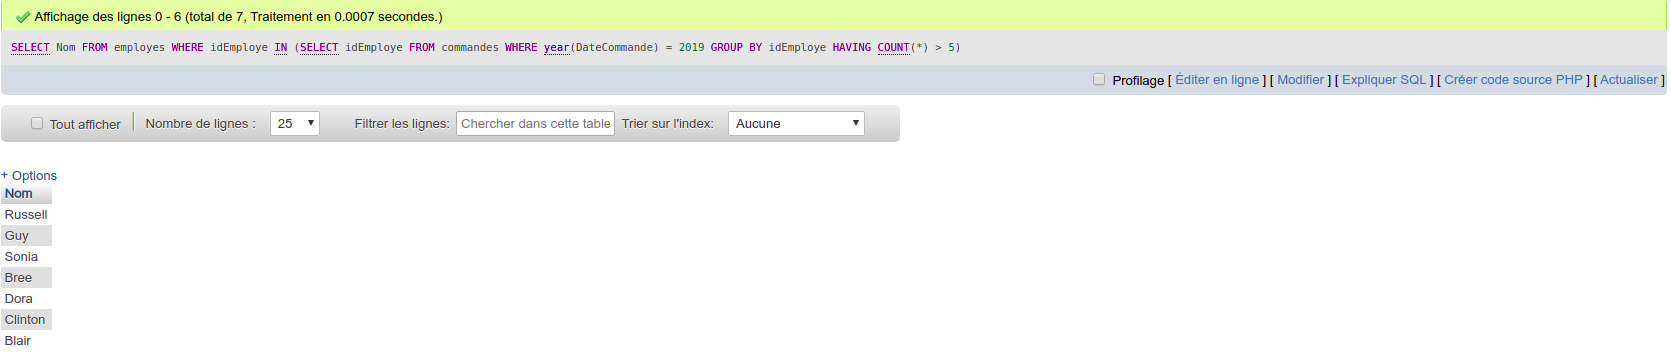 Affichage des lignes 0 - 6 (total de 7, Traitement en 0.0007 secondes.)
SELECT Nom FROM employes WHERE idEmploye IN (SELECT idEmploye FROM commandes WHERE year(DateCommande) = 2019 GROUP BY idEmploye HAVING COUNT(*) > 5)
Profilage [ Éditer en ligne ] [ Modifier ] [ Expliquer SQL ] [ Créer code source PHP ] [ Actualiser ]
Tout afficher Nombre de lignes : 25 Filtrer les lignes: Chercher dans cette table Trier sur l'index: Aucune
+ Options
Nom
Russell
Guy
Sonia
Bree
Dora
Clinton
Blair